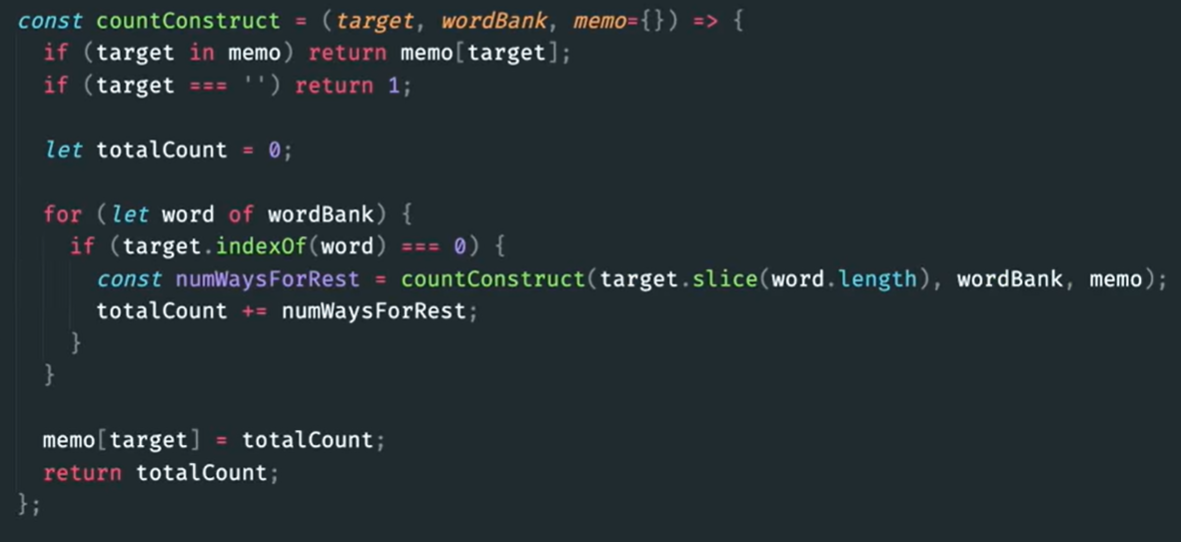 const countConstruct = (target, wordBank, memo={}) => {
  if (target in memo) return memo[target];
  if (target === '') return 1;

  let totalCount = 0;

  for (let word of wordBank) {
    if (target.indexOf(word) === 0) {
      const numWaysForRest = countConstruct(target.slice(word.length), wordBank, memo);
      totalCount += numWaysForRest;
    }
  }

  memo[target] = totalCount;
  return totalCount;
};